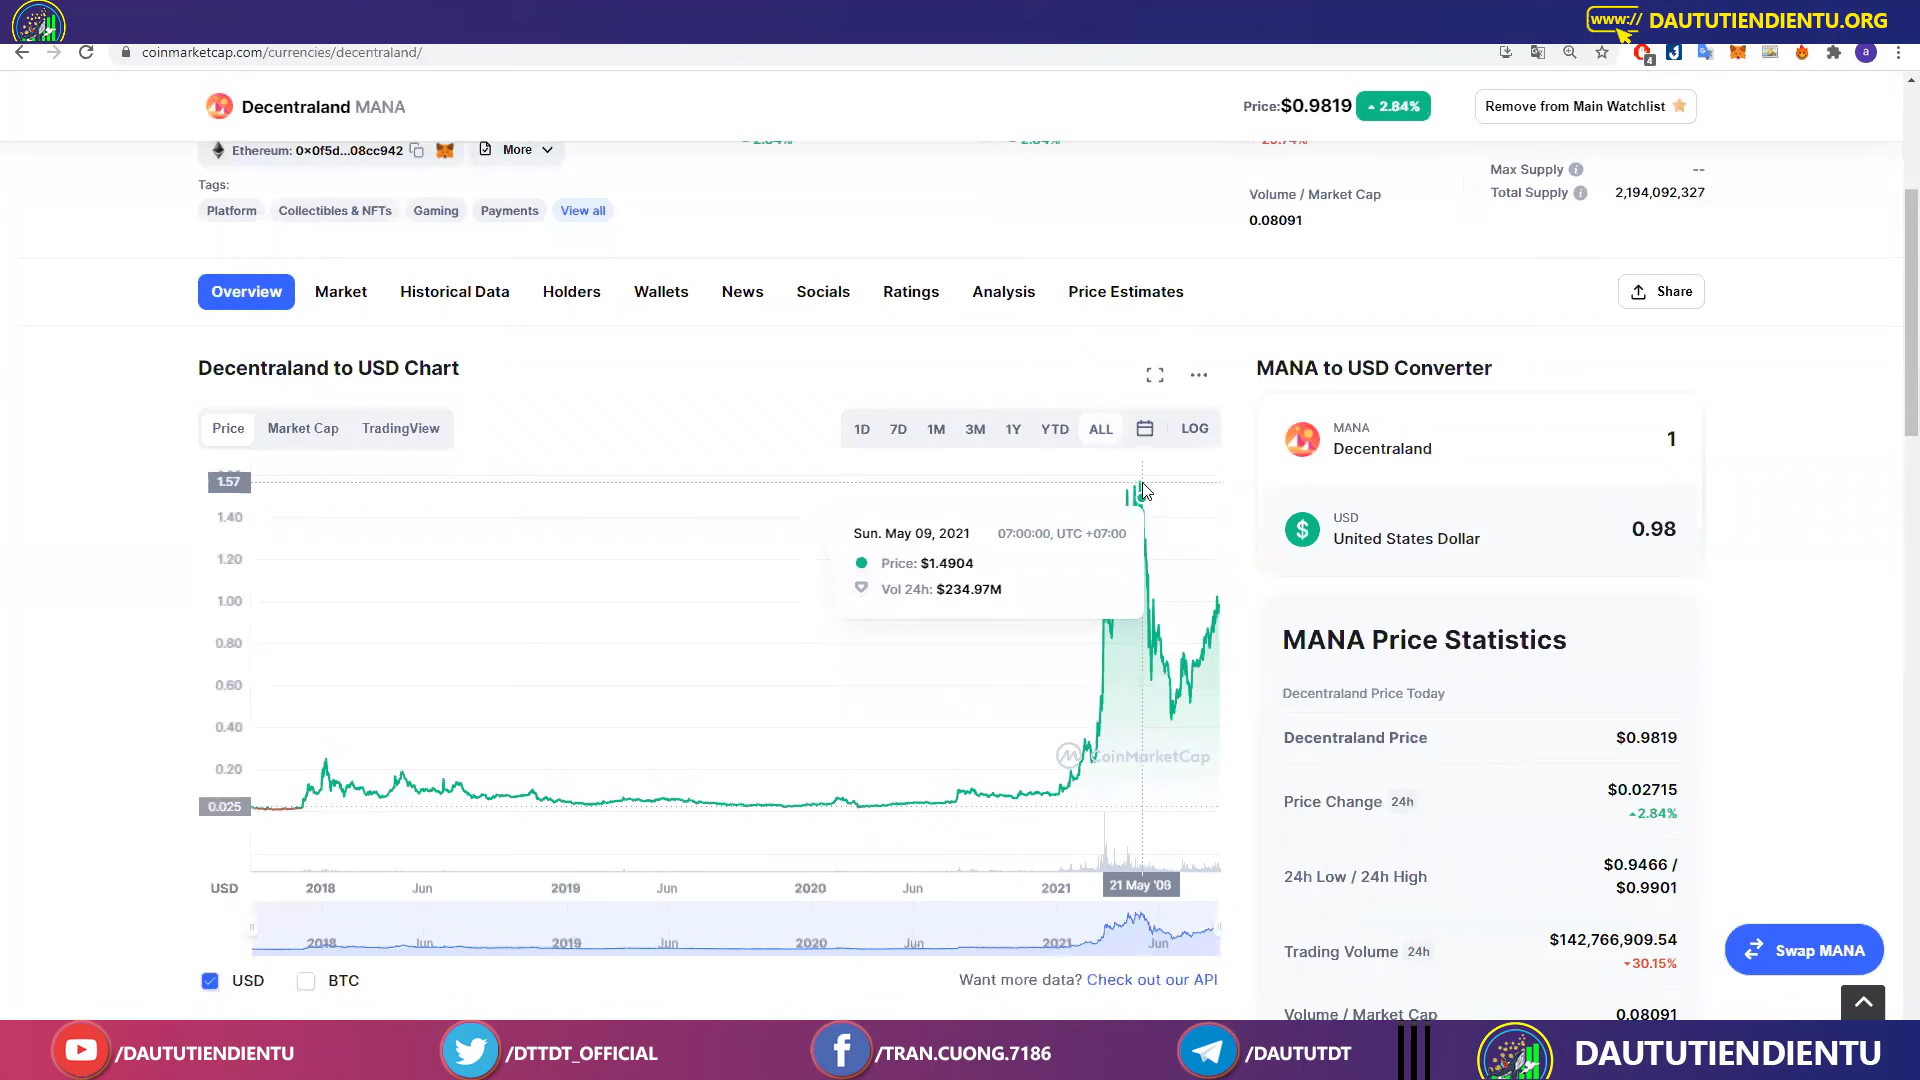 www:// DAUTUTIENDIENTU.ORG
coinmarketcap.com/currencies/decentraland/
4
a
Decentraland MANA
Price:$0.9819 2.84%
Remove from Main Watchlist
Ethereum: 0x0f5d...08cc942
More
Max Supply --
Tags:
Total Supply 2,194,092,327
Volume / Market Cap
0.08091
Platform Collectibles & NFTs Gaming Payments View all
Overview Market Historical Data Holders Wallets News Socials Ratings Analysis Price Estimates
Share
Decentraland to USD Chart
MANA to USD Converter
Price Market Cap TradingView
1D 7D 1M 3M 1Y YTD ALL LOG
MANA
Decentraland
1
1.57
1.40
1.20
1.00
0.80
0.60
0.40
0.20
0.025
Sun. May 09, 2021 07:00:00, UTC +07:00
Price: $1.4904
Vol 24h: $234.97M
CoinMarketCap
USD
United States Dollar
0.98
MANA Price Statistics
Decentraland Price Today
Decentraland Price $0.9819
Price Change 24h $0.02715
2.84%
24h Low / 24h High $0.9466 /
$0.9901
Trading Volume 24h $142,766,909.54
30.15%
Volume / Market Cap 0.08091
USD 2018 Jun 2019 Jun 2020 Jun 2021 21 May '06
2018 Jun 2019 Jun 2020 Jun 2021 Jun
USD BTC
Want more data? Check out our API
Swap MANA
/DAUTUTIENDIENTU
/DTTDT_OFFICIAL
/TRAN.CUONG.7186
/DAUTUTDT
DAUTUTIENDIENTU